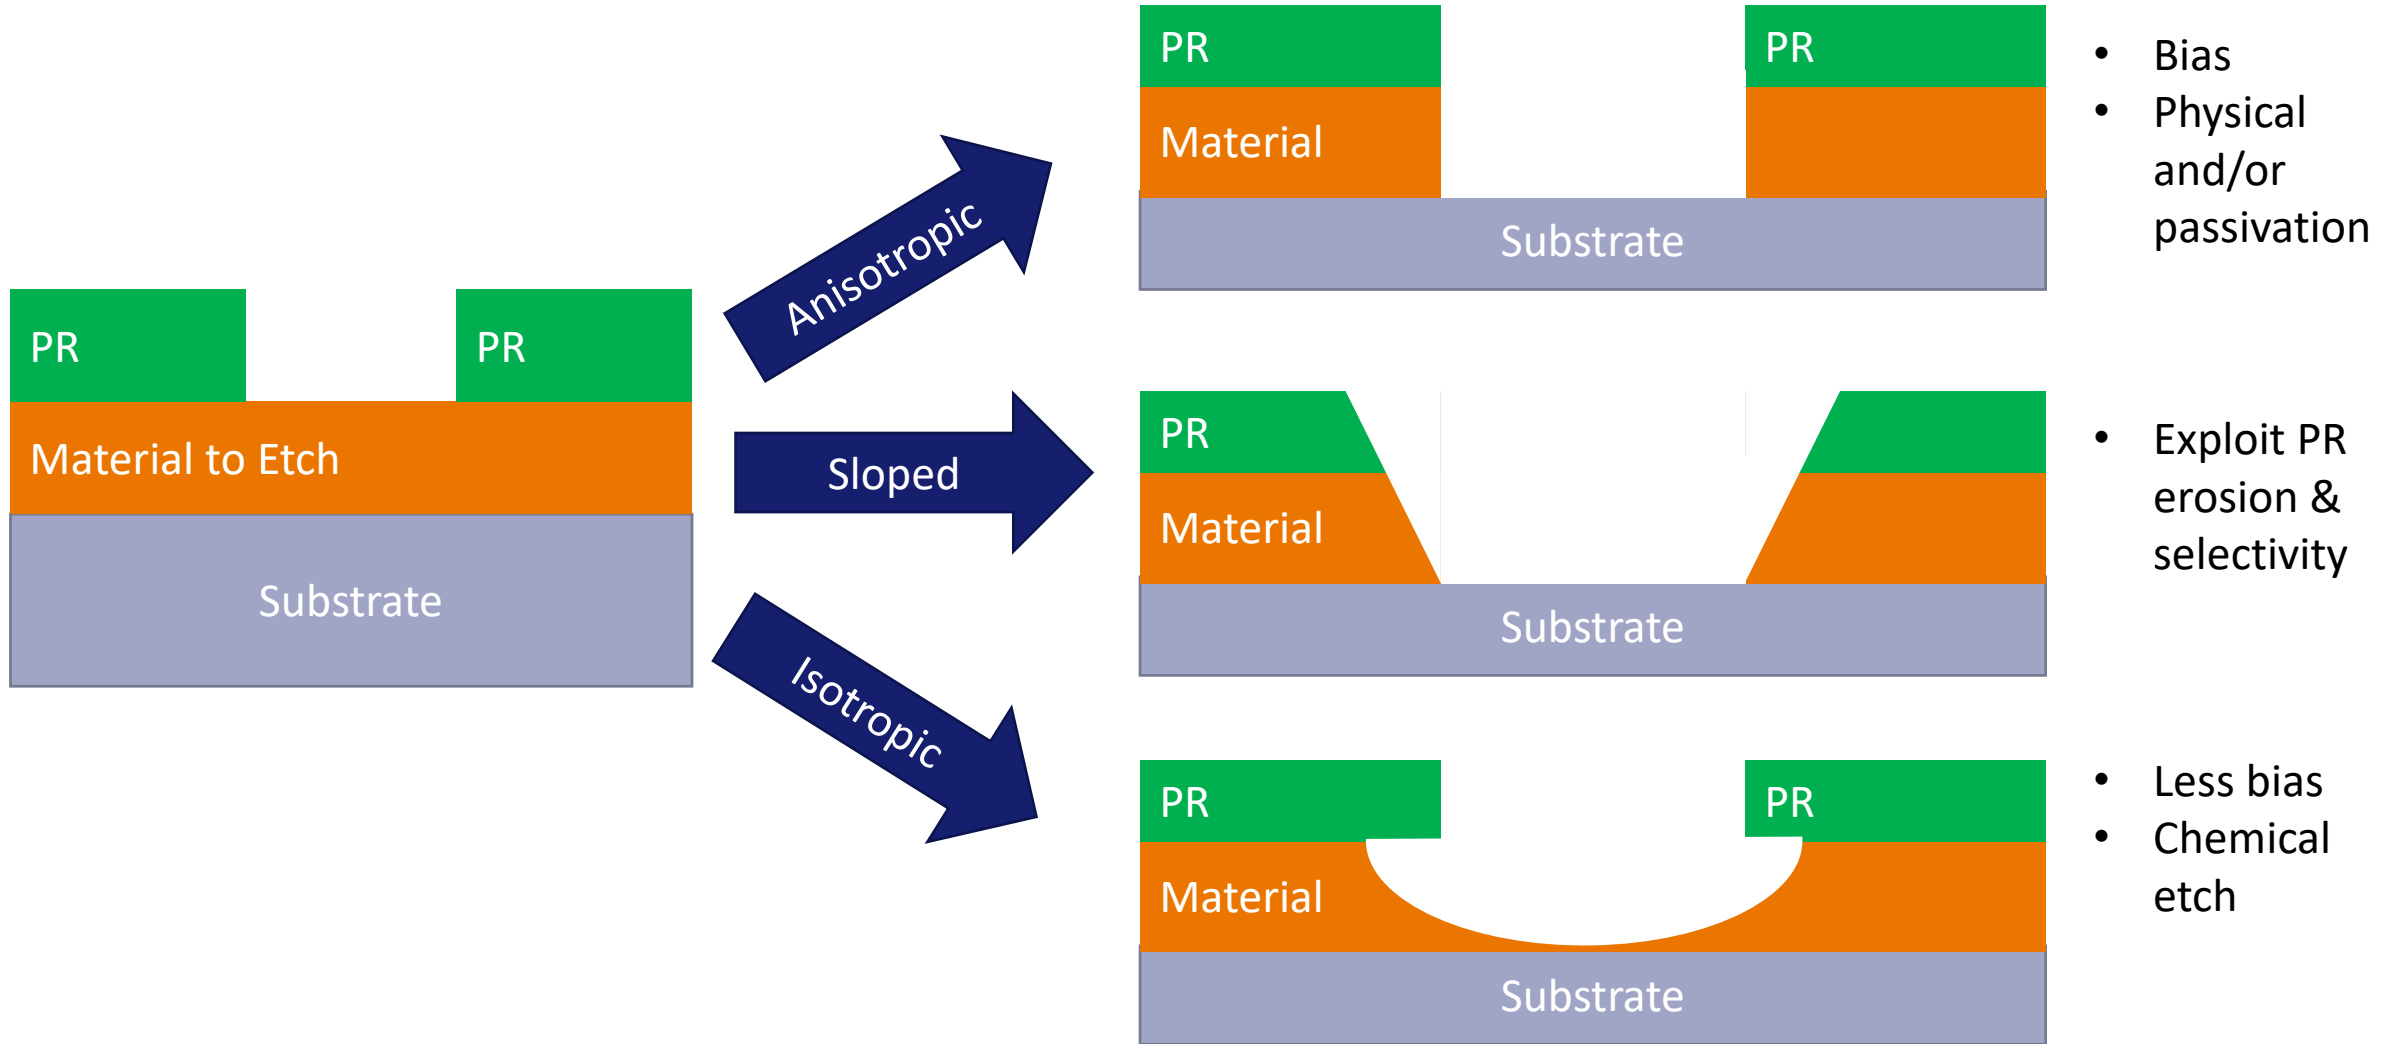 PR
PR
Material to Etch
Substrate
Anisotropic
Sloped
Isotropic
PR
PR
Material
Substrate
• Bias
• Physical
and/or
passivation
PR
Material
Substrate
• Exploit PR
erosion &
selectivity
PR
PR
Material
Substrate
• Less bias
• Chemical
etch